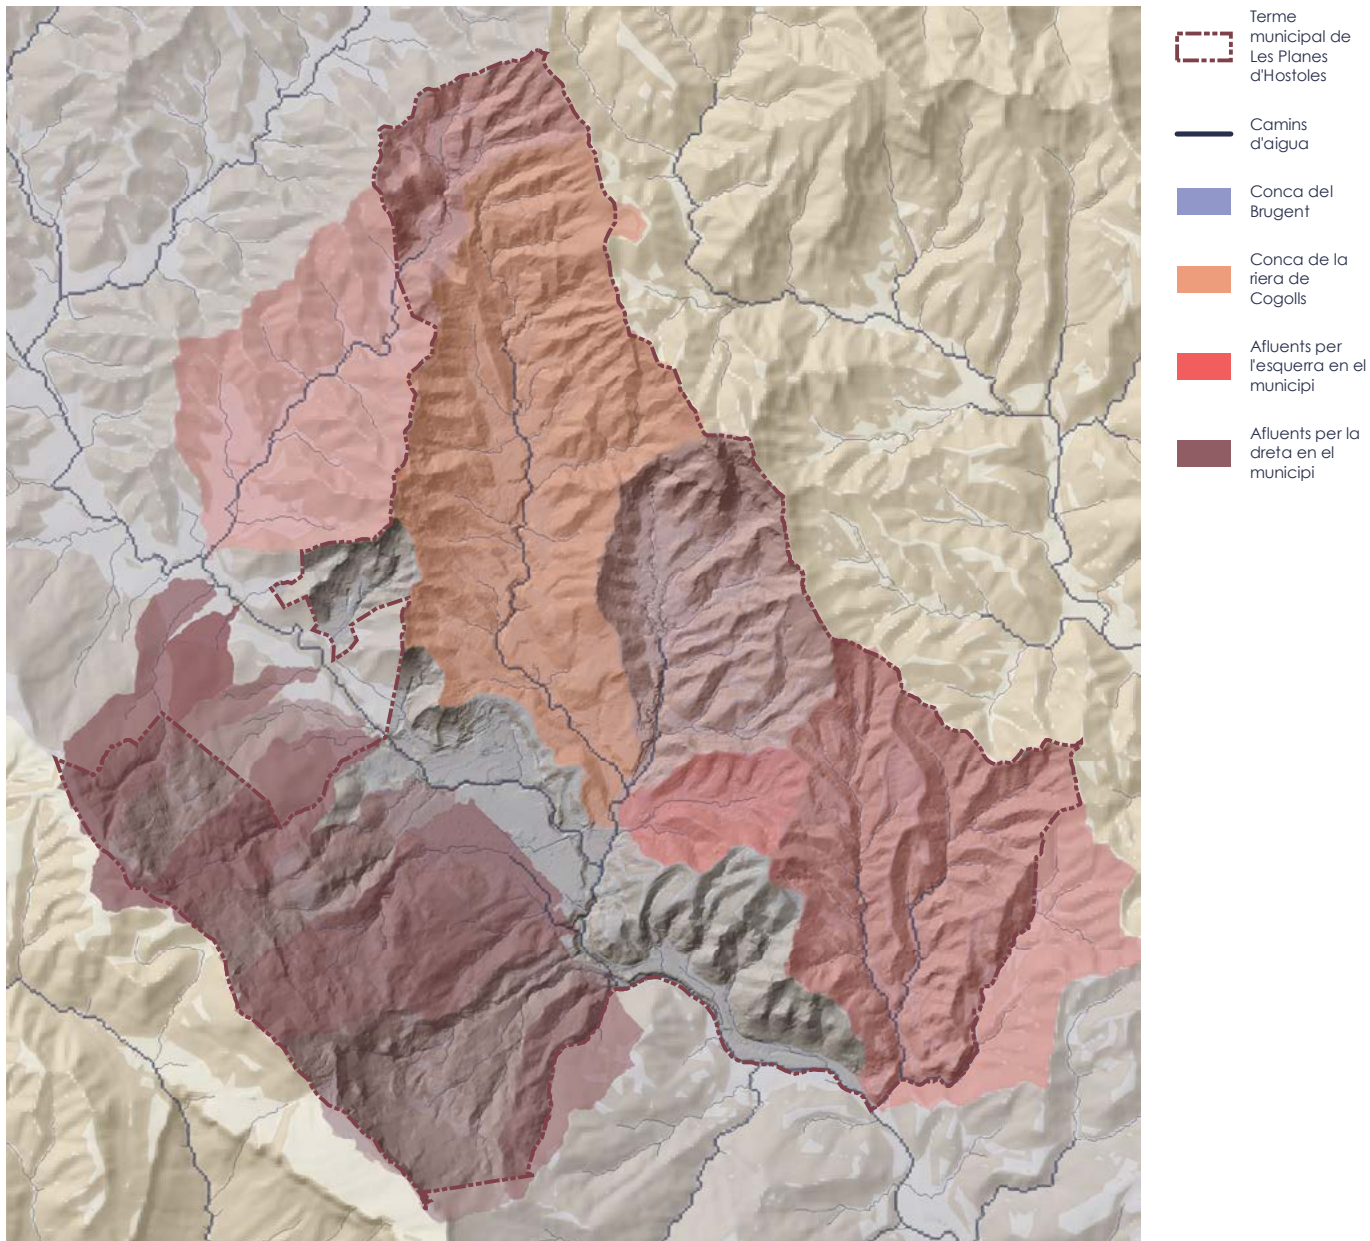 Terme
municipal de
Les Planes
d'Hostoles
Camins
d'aigua
Conca del
Brugent
Conca de la
riera de
Cogolls
Afluents per
l'esquerra en el
municipi
Afluents per la
dreta en el
municipi